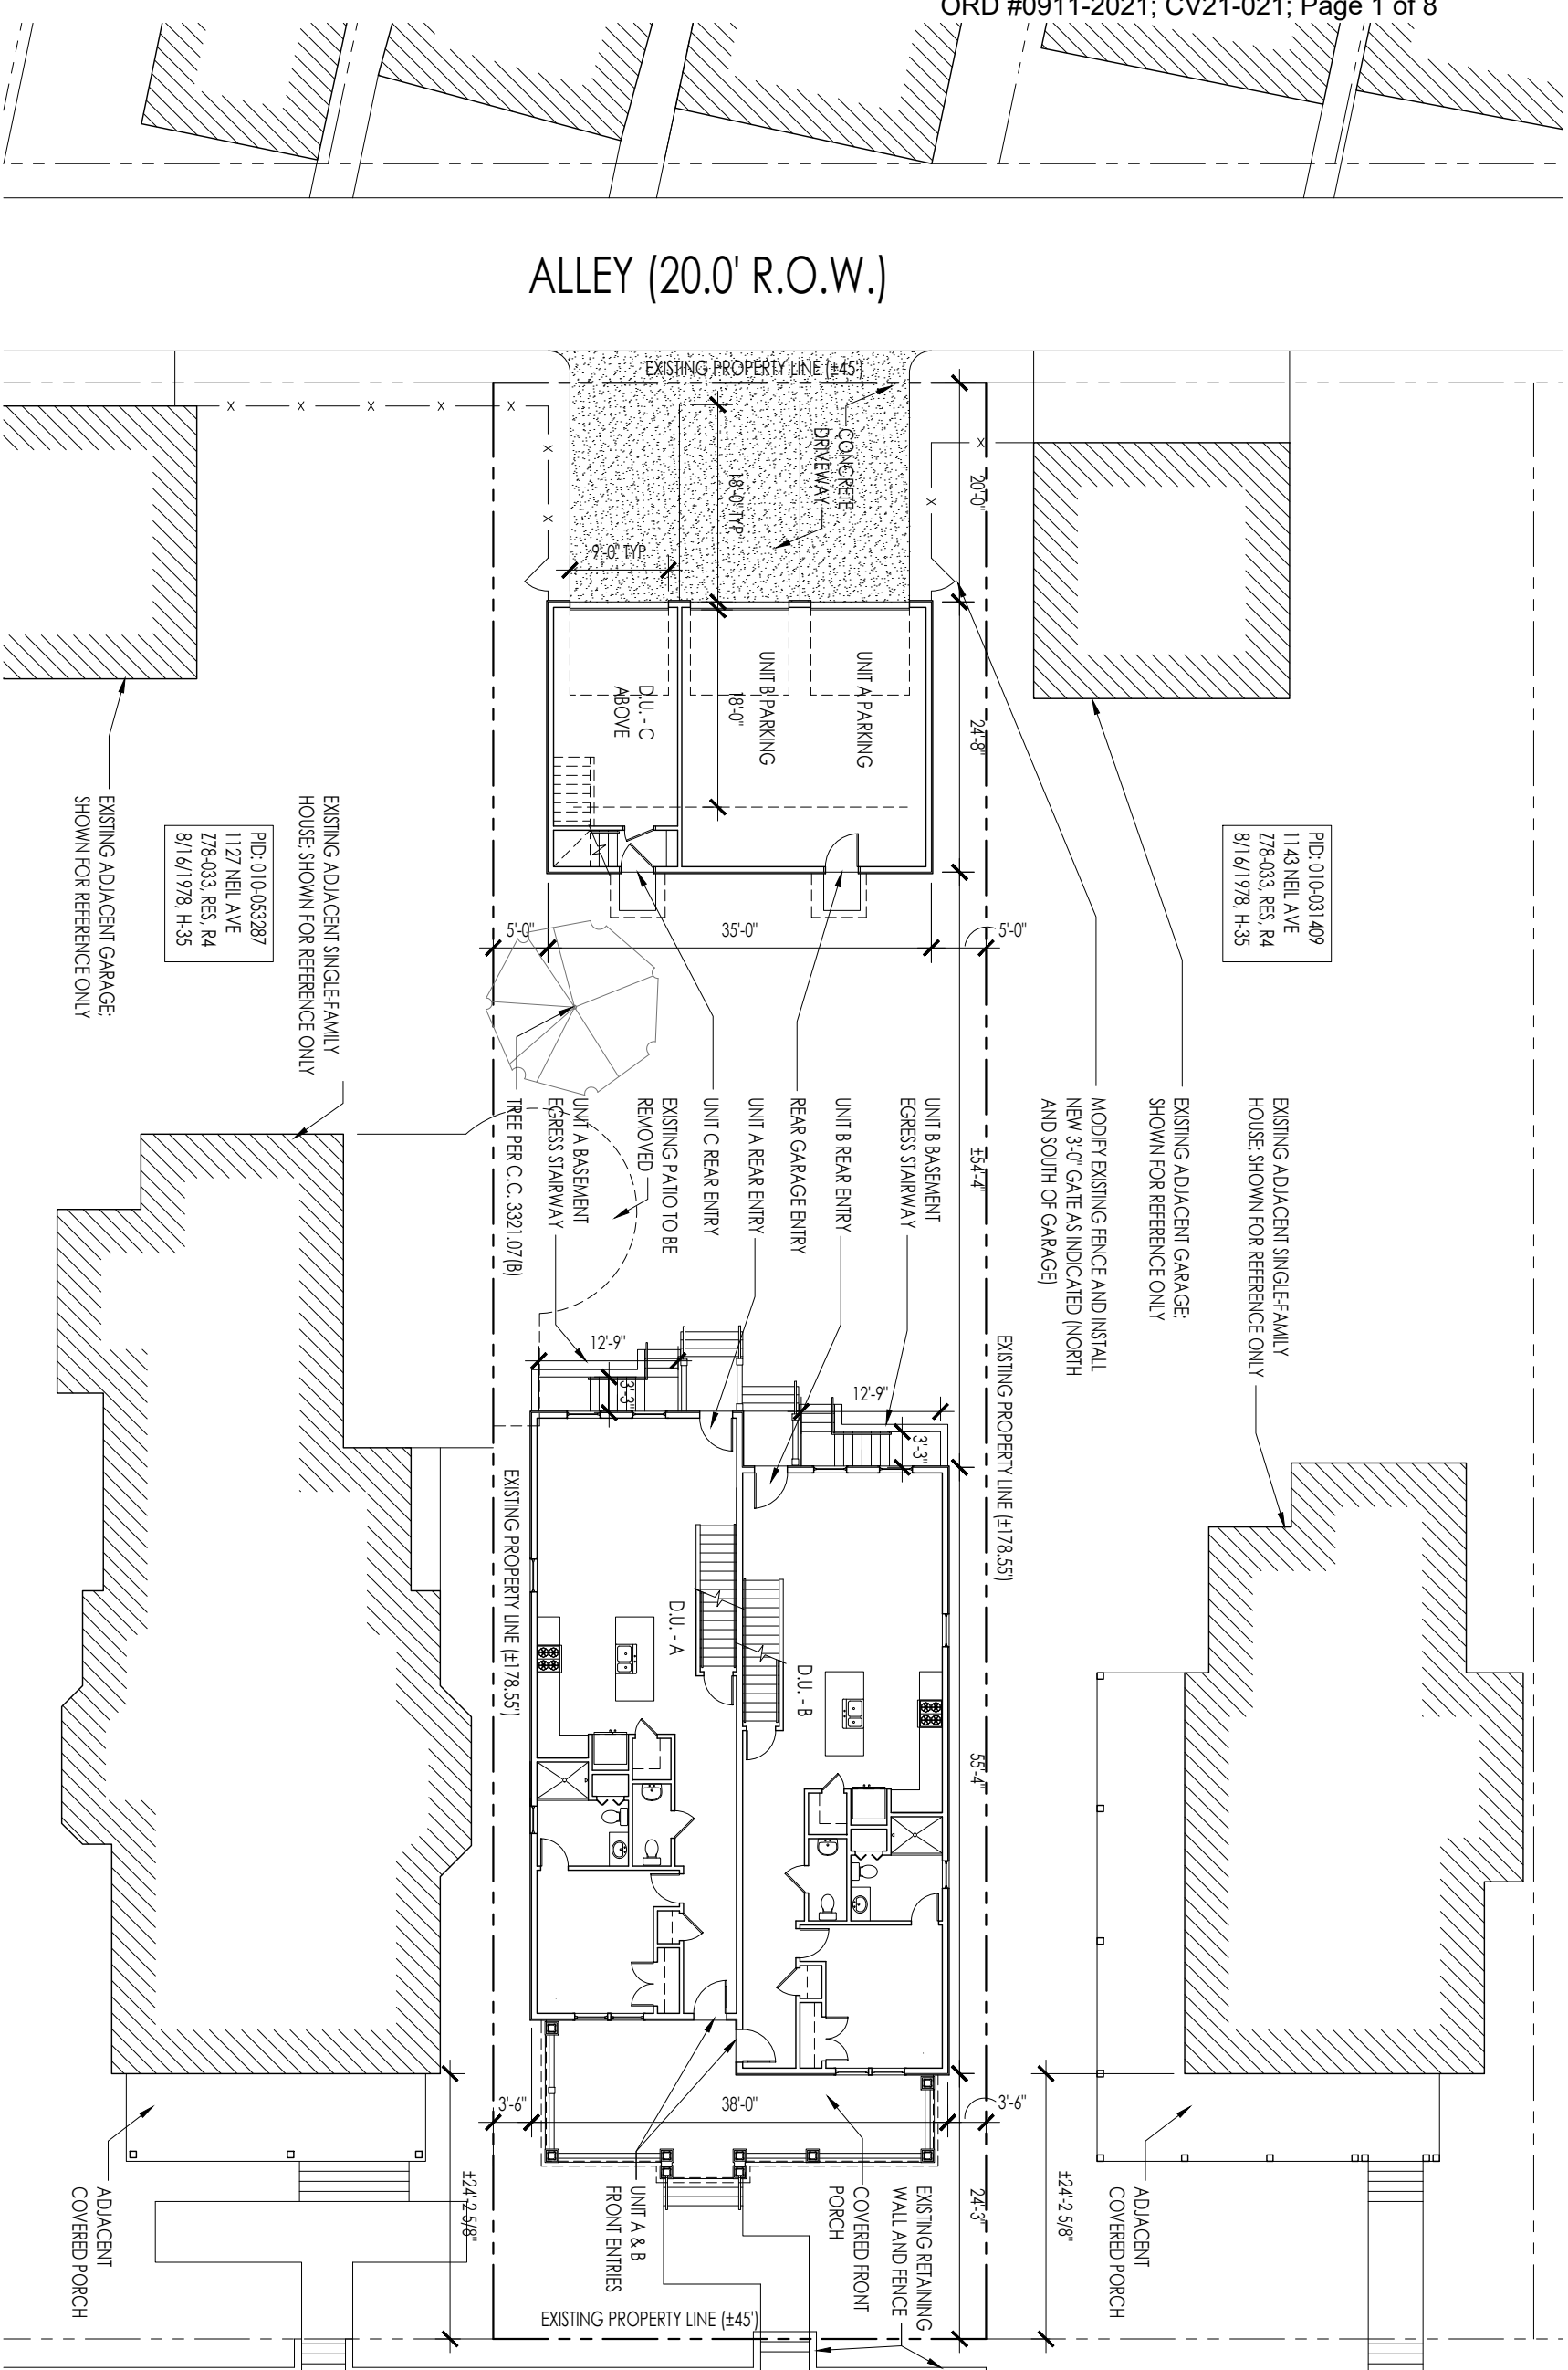 ORD #0911-2021; CV21-021; Page 1 of 8
ALLEY (20.0' R.O.W.)
EXISTING PROPERTY LINE (±45')
CONCRETE
DRIVEWAY
18'-0" TYP
9'-0" TYP
20'-0"
UNIT A PARKING
UNIT B PARKING
18'-0"
D.U. - C
ABOVE
24'-8"
PID: 010-031409
1143 NEIL AVE
Z78-033, RES, R4
8/16/1978, H-35
PID: 010-053287
1127 NEIL AVE
Z78-033, RES, R4
8/16/1978, H-35
EXISTING ADJACENT SINGLE-FAMILY
HOUSE; SHOWN FOR REFERENCE ONLY
EXISTING ADJACENT GARAGE;
SHOWN FOR REFERENCE ONLY
5'-0"
35'-0"
5'-0"
EXISTING ADJACENT SINGLE-FAMILY
HOUSE; SHOWN FOR REFERENCE ONLY
EXISTING ADJACENT GARAGE;
SHOWN FOR REFERENCE ONLY
MODIFY EXISTING FENCE AND INSTALL
NEW 3'-0" GATE AS INDICATED (NORTH
AND SOUTH OF GARAGE)
±54'-4"
UNIT B BASEMENT
EGRESS STAIRWAY
UNIT B REAR ENTRY
REAR GARAGE ENTRY
UNIT A REAR ENTRY
UNIT C REAR ENTRY
EXISTING PATIO TO BE
REMOVED
UNIT A BASEMENT
EGRESS STAIRWAY
TREE PER C.C. 3321.07(B)
12'-9"
3'-3"
12'-9"
3'-3"
EXISTING PROPERTY LINE (±178.55')
EXISTING PROPERTY LINE (±178.55')
D.U. - A
D.U. - B
55'-4"
3'-6"
38'-0"
3'-6"
±24'-2 5/8"
24'-3"
±24'-2 5/8"
ADJACENT
COVERED PORCH
EXISTING RETAINING
WALL AND FENCE
COVERED FRONT
PORCH
UNIT A & B
FRONT ENTRIES
ADJACENT
COVERED PORCH
EXISTING PROPERTY LINE (±45')